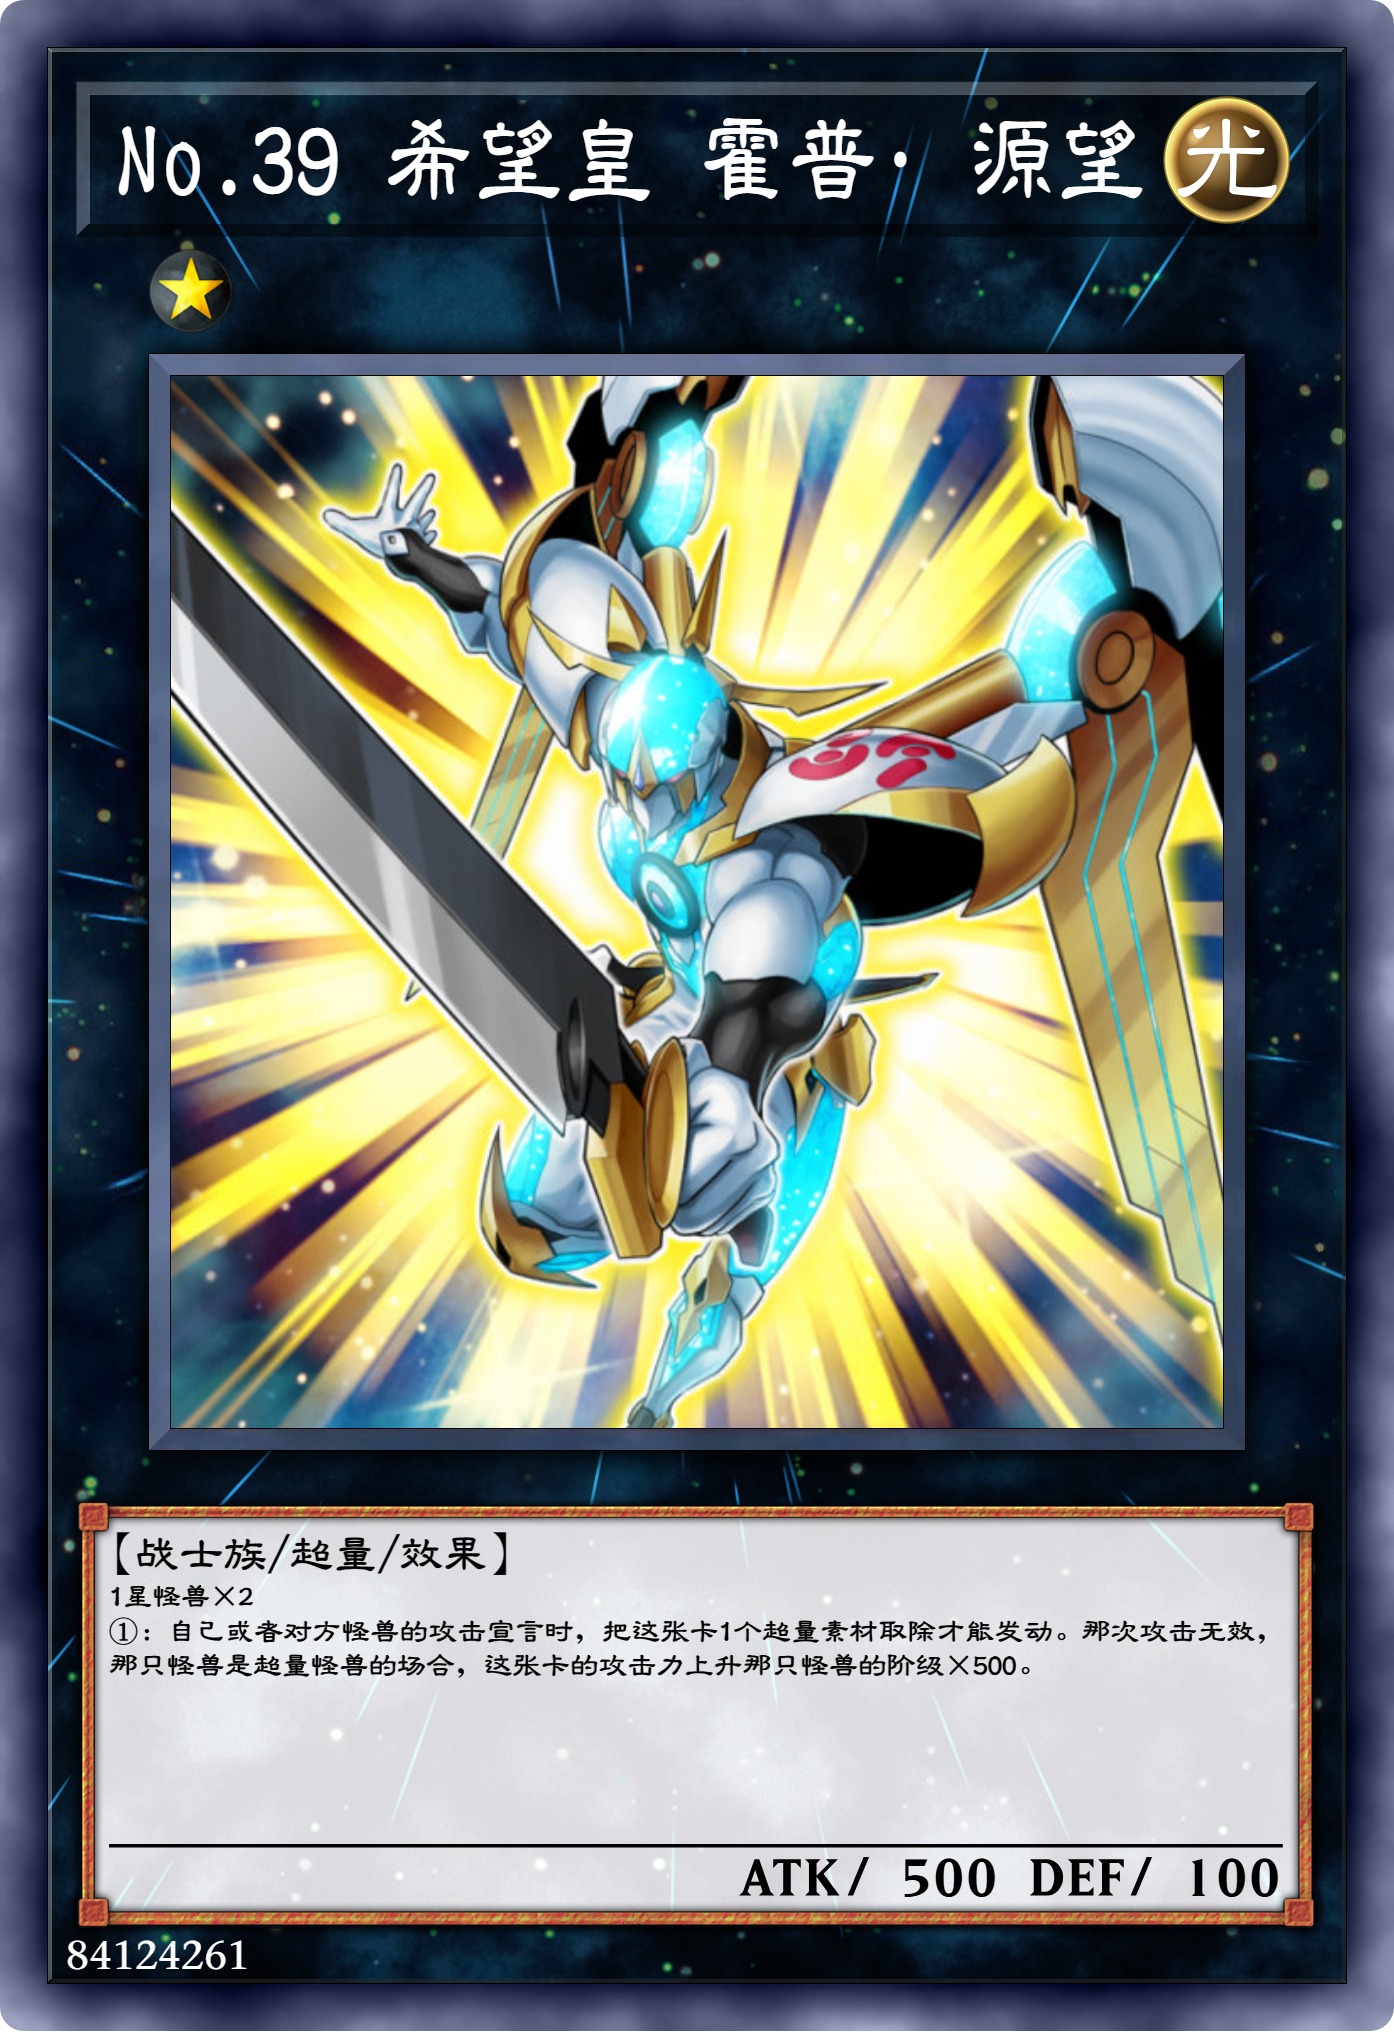 No.39 希望皇 霍普· 源望 光
【战士族/超量/效果】
1星怪兽×2
①：自己或者对方怪兽的攻击宣言时，把这张卡1个超量素材取除才能发动。那次攻击无效，
那只怪兽是超量怪兽的场合，这张卡的攻击力上升那只怪兽的阶级×500。
ATK/ 500 DEF/ 100
84124261